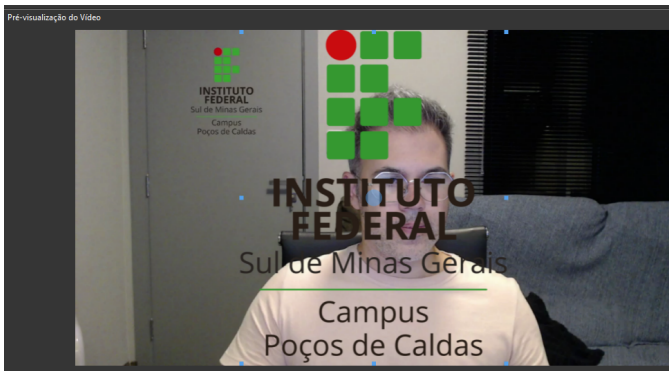 Pré-visualização do Vídeo
INSTITUTO
FEDERAL
Sul de Minas Gerais
Campus
Poços de Caldas
INSTITUTO
FEDERAL
Sul de Minas Gerais
Campus
Poços de Caldas